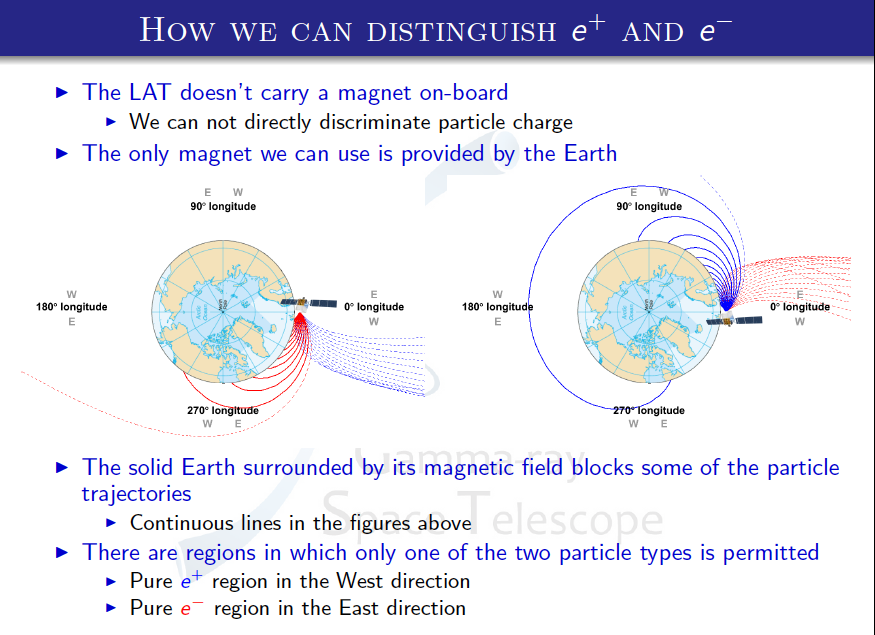 HOW WE CAN DISTINGUISH e⁺ AND e⁻
The LAT doesn't carry a magnet on-board
We can not directly discriminate particle charge
The only magnet we can use is provided by the Earth
E W
90° longitude
W
180° longitude
E
E
0° longitude
W
270° longitude
W E
E W
90° longitude
W
180° longitude
E
E
0° longitude
W
270° longitude
W E
Gamma-ray
Space Telescope
The solid Earth surrounded by its magnetic field blocks some of the particle
trajectories
Continuous lines in the figures above
There are regions in which only one of the two particle types is permitted
Pure e⁺ region in the West direction
Pure e⁻ region in the East direction